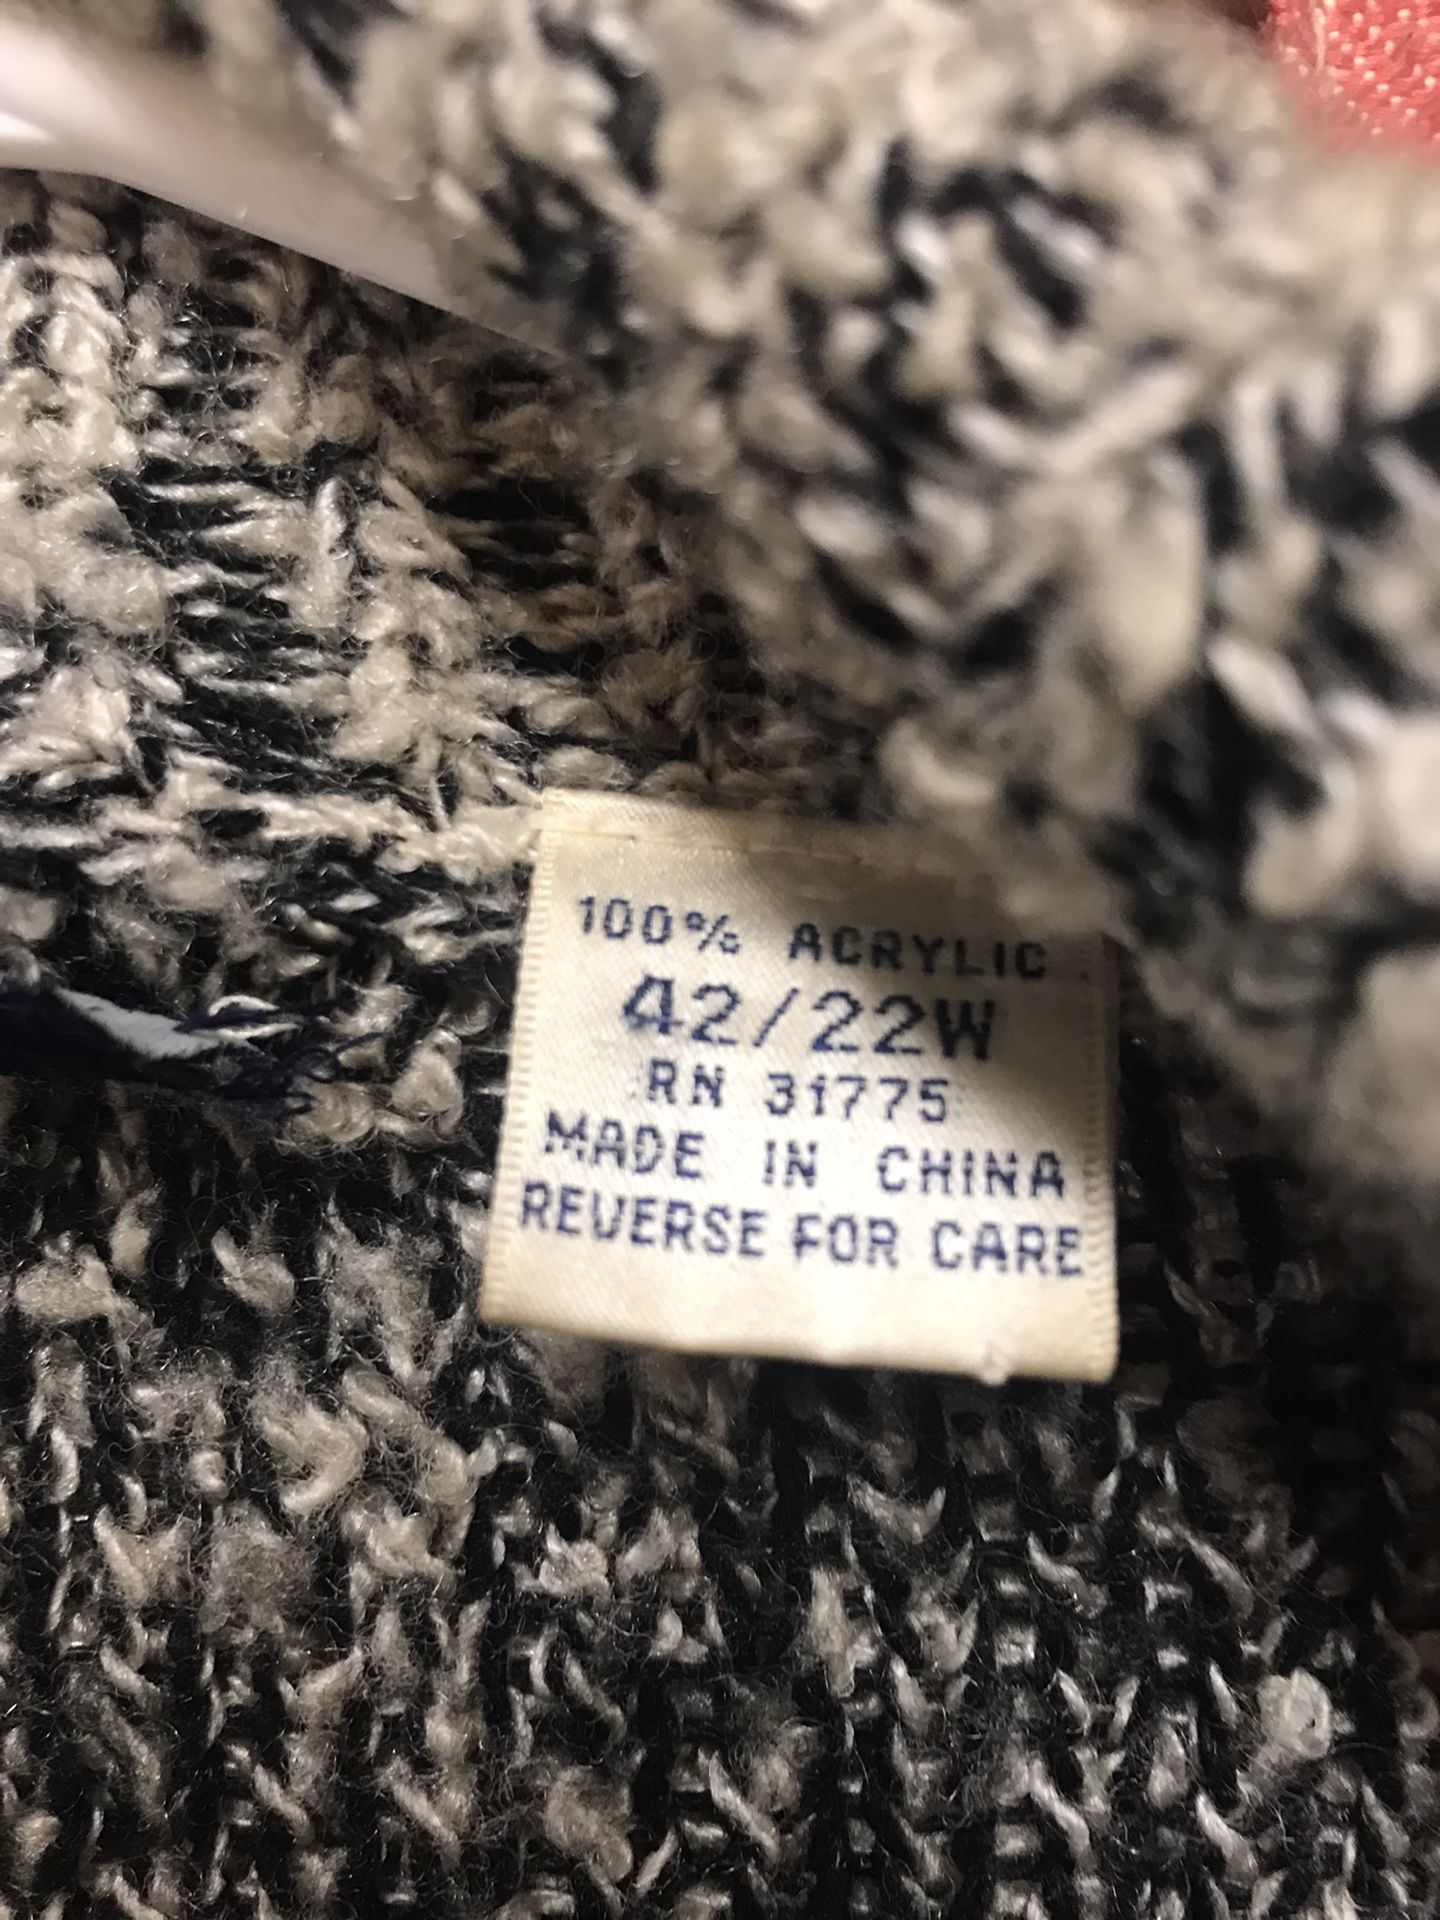 100% ACRYLIC
42/22W
RN 31775
MADE IN CHINA
REVERSE FOR CARE